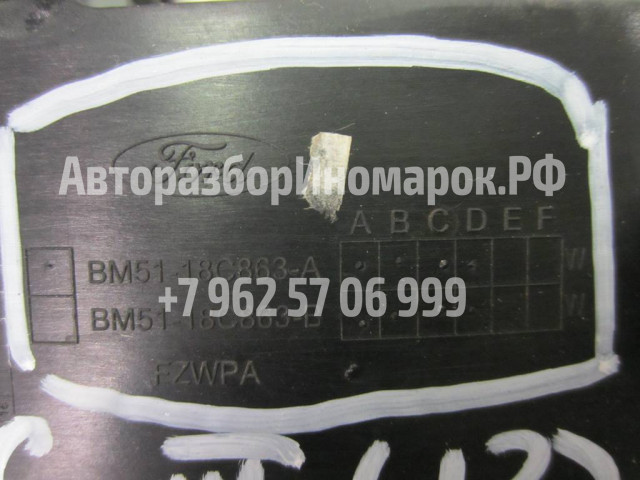 Ford
АвторазборИномарок.РФ
A B C D E F
BM51-18C863-A W
+7 962 57 06 999
BM51-18C863-B W
FZWPA